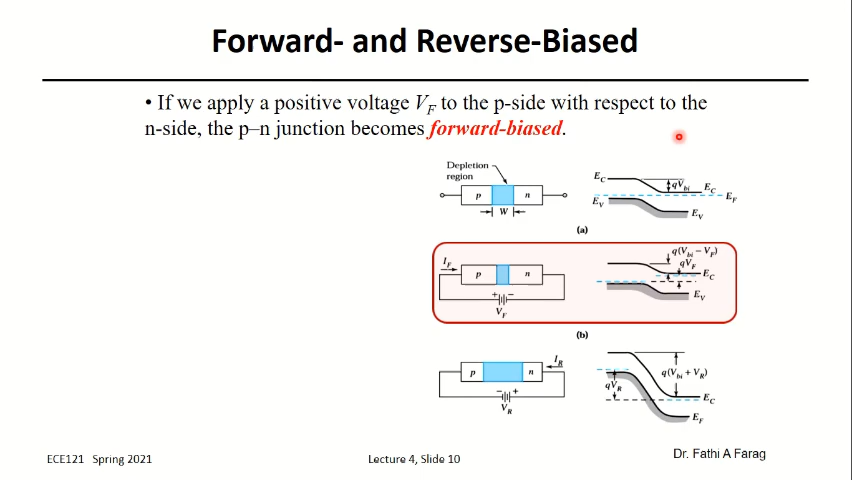 Forward- and Reverse-Biased
• If we apply a positive voltage V_F to the p-side with respect to the
n-side, the p–n junction becomes forward-biased.
Depletion
region
p
n
W
E_C
qV_bi
E_C
E_F
E_V
E_V
(a)
I_F
p
n
+ −
V_F
q(V_bi − V_F)
qV_F
E_C
E_V
(b)
I_R
p
n
− +
V_R
q(V_bi + V_R)
qV_R
E_C
E_F
ECE121 Spring 2021
Lecture 4, Slide 10
Dr. Fathi A Farag